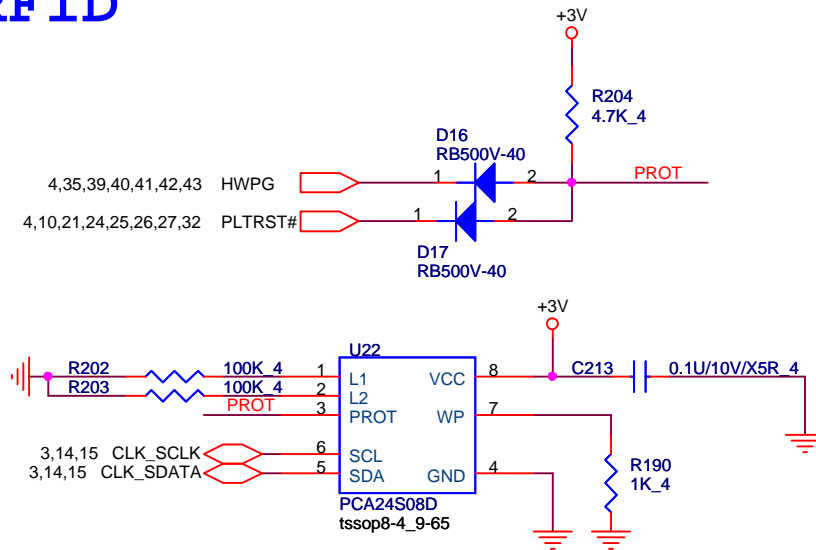 RFID
+3V
R204
4.7K_4
D16
RB500V-40
4,35,39,40,41,42,43 HWPG
1
2
PROT
4,10,21,24,25,26,27,32 PLTRST#
1
2
D17
RB500V-40
+3V
U22
R202 100K_4 1 L1
VCC 8
C213 0.1U/10V/X5R_4
R203 100K_4 2 L2
PROT 3 PROT
WP 7
3,14,15 CLK_SCLK 6 SCL
3,14,15 CLK_SDATA 5 SDA
GND 4
R190
1K_4
PCA24S08D
tssop8-4_9-65